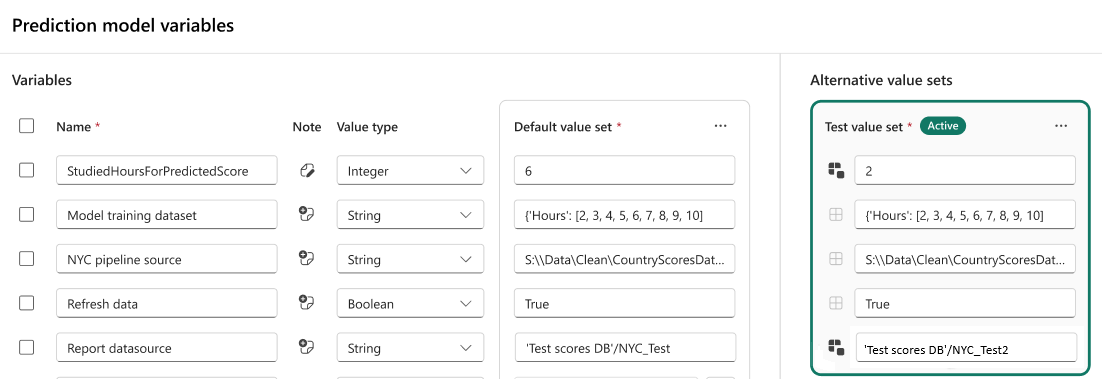 Prediction model variables
Variables
Alternative value sets
Name * Note Value type Default value set * ... Test value set * Active ...
StudiedHoursForPredictedScore Integer 6 2
Model training dataset String {'Hours': [2, 3, 4, 5, 6, 7, 8, 9, 10] {'Hours': [2, 3, 4, 5, 6, 7, 8, 9, 10]
NYC pipeline source String S:\\Data\Clean\CountryScoresDat... S:\\Data\Clean\CountryScoresDat...
Refresh data Boolean True True
Report datasource String 'Test scores DB'/NYC_Test 'Test scores DB'/NYC_Test2